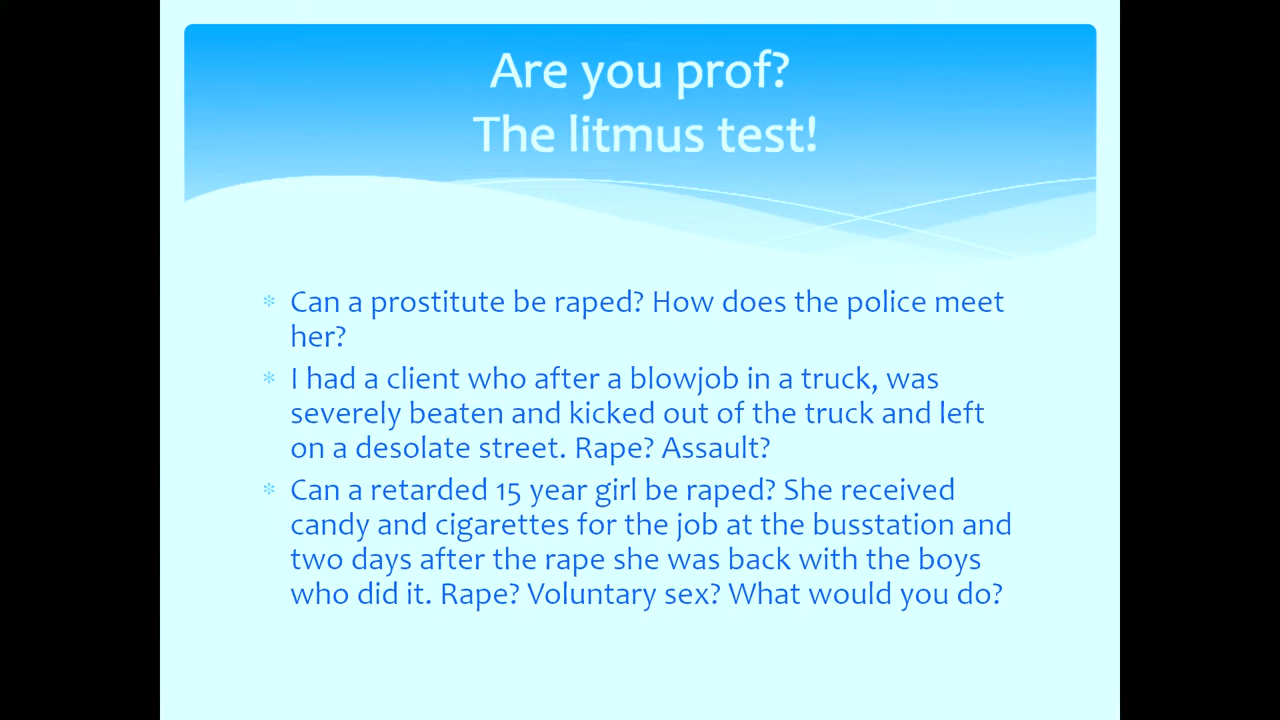 Are you prof?
The litmus test!
* Can a prostitute be raped? How does the police meet
her?
* I had a client who after a blowjob in a truck, was
severely beaten and kicked out of the truck and left
on a desolate street. Rape? Assault?
* Can a retarded 15 year girl be raped? She received
candy and cigarettes for the job at the busstation and
two days after the rape she was back with the boys
who did it. Rape? Voluntary sex? What would you do?